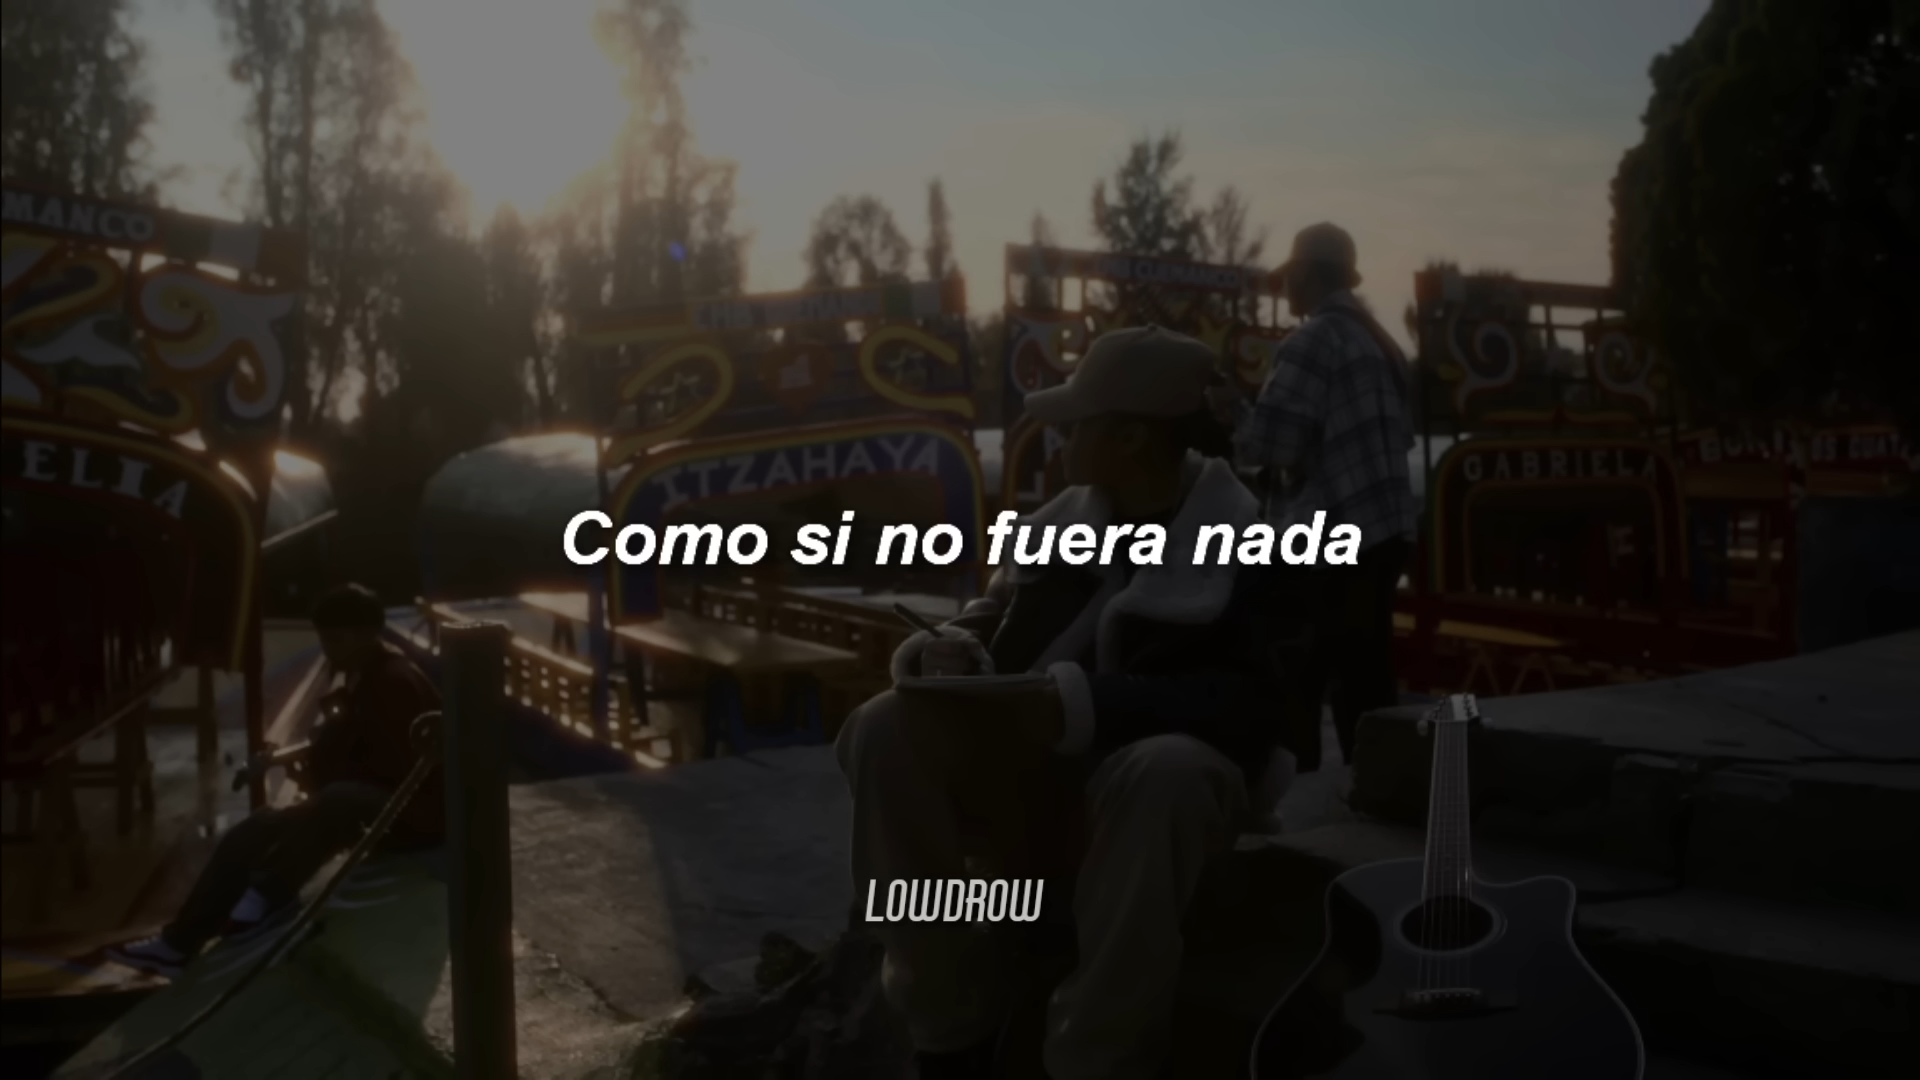 MANCO
ELIA
ITZAHAYA
GABRIELA
Como si no fuera nada
LOWDROW